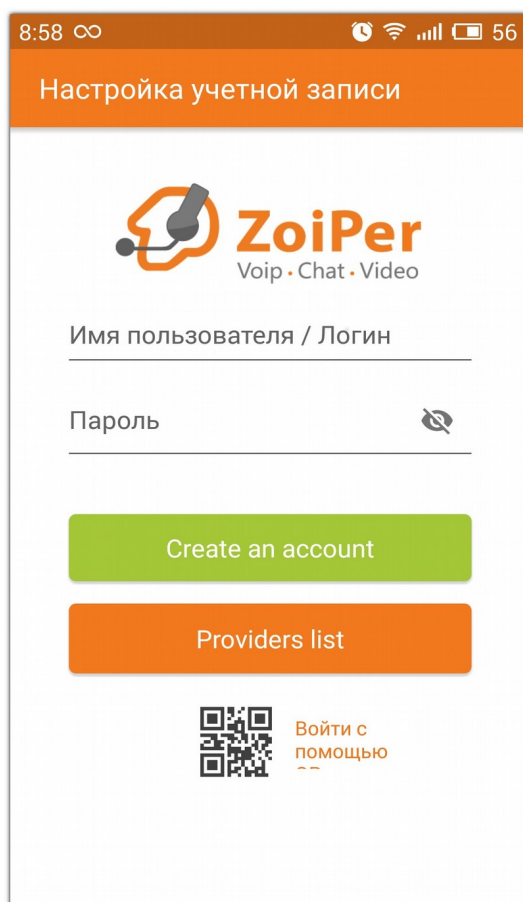 8:58 56
Настройка учетной записи
ZoiPer
Voip · Chat · Video
Имя пользователя / Логин
Пароль
Create an account
Providers list
Войти с
помощью